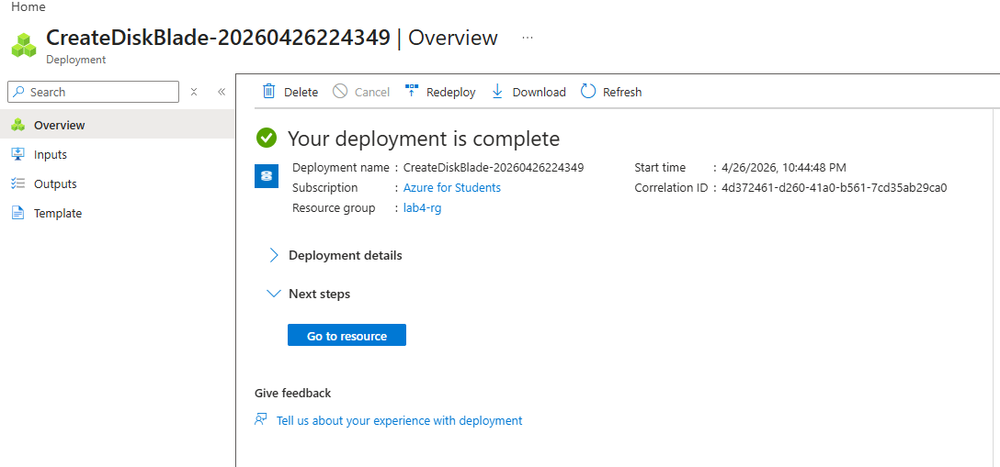 Home
CreateDiskBlade-20260426224349 | Overview ...
Deployment
Search
Overview
Inputs
Outputs
Template
Delete Cancel Redeploy Download Refresh
Your deployment is complete
Deployment name : CreateDiskBlade-20260426224349 Start time : 4/26/2026, 10:44:48 PM
Subscription : Azure for Students Correlation ID : 4d372461-d260-41a0-b561-7cd35ab29ca0
Resource group : lab4-rg
Deployment details
Next steps
Go to resource
Give feedback
Tell us about your experience with deployment